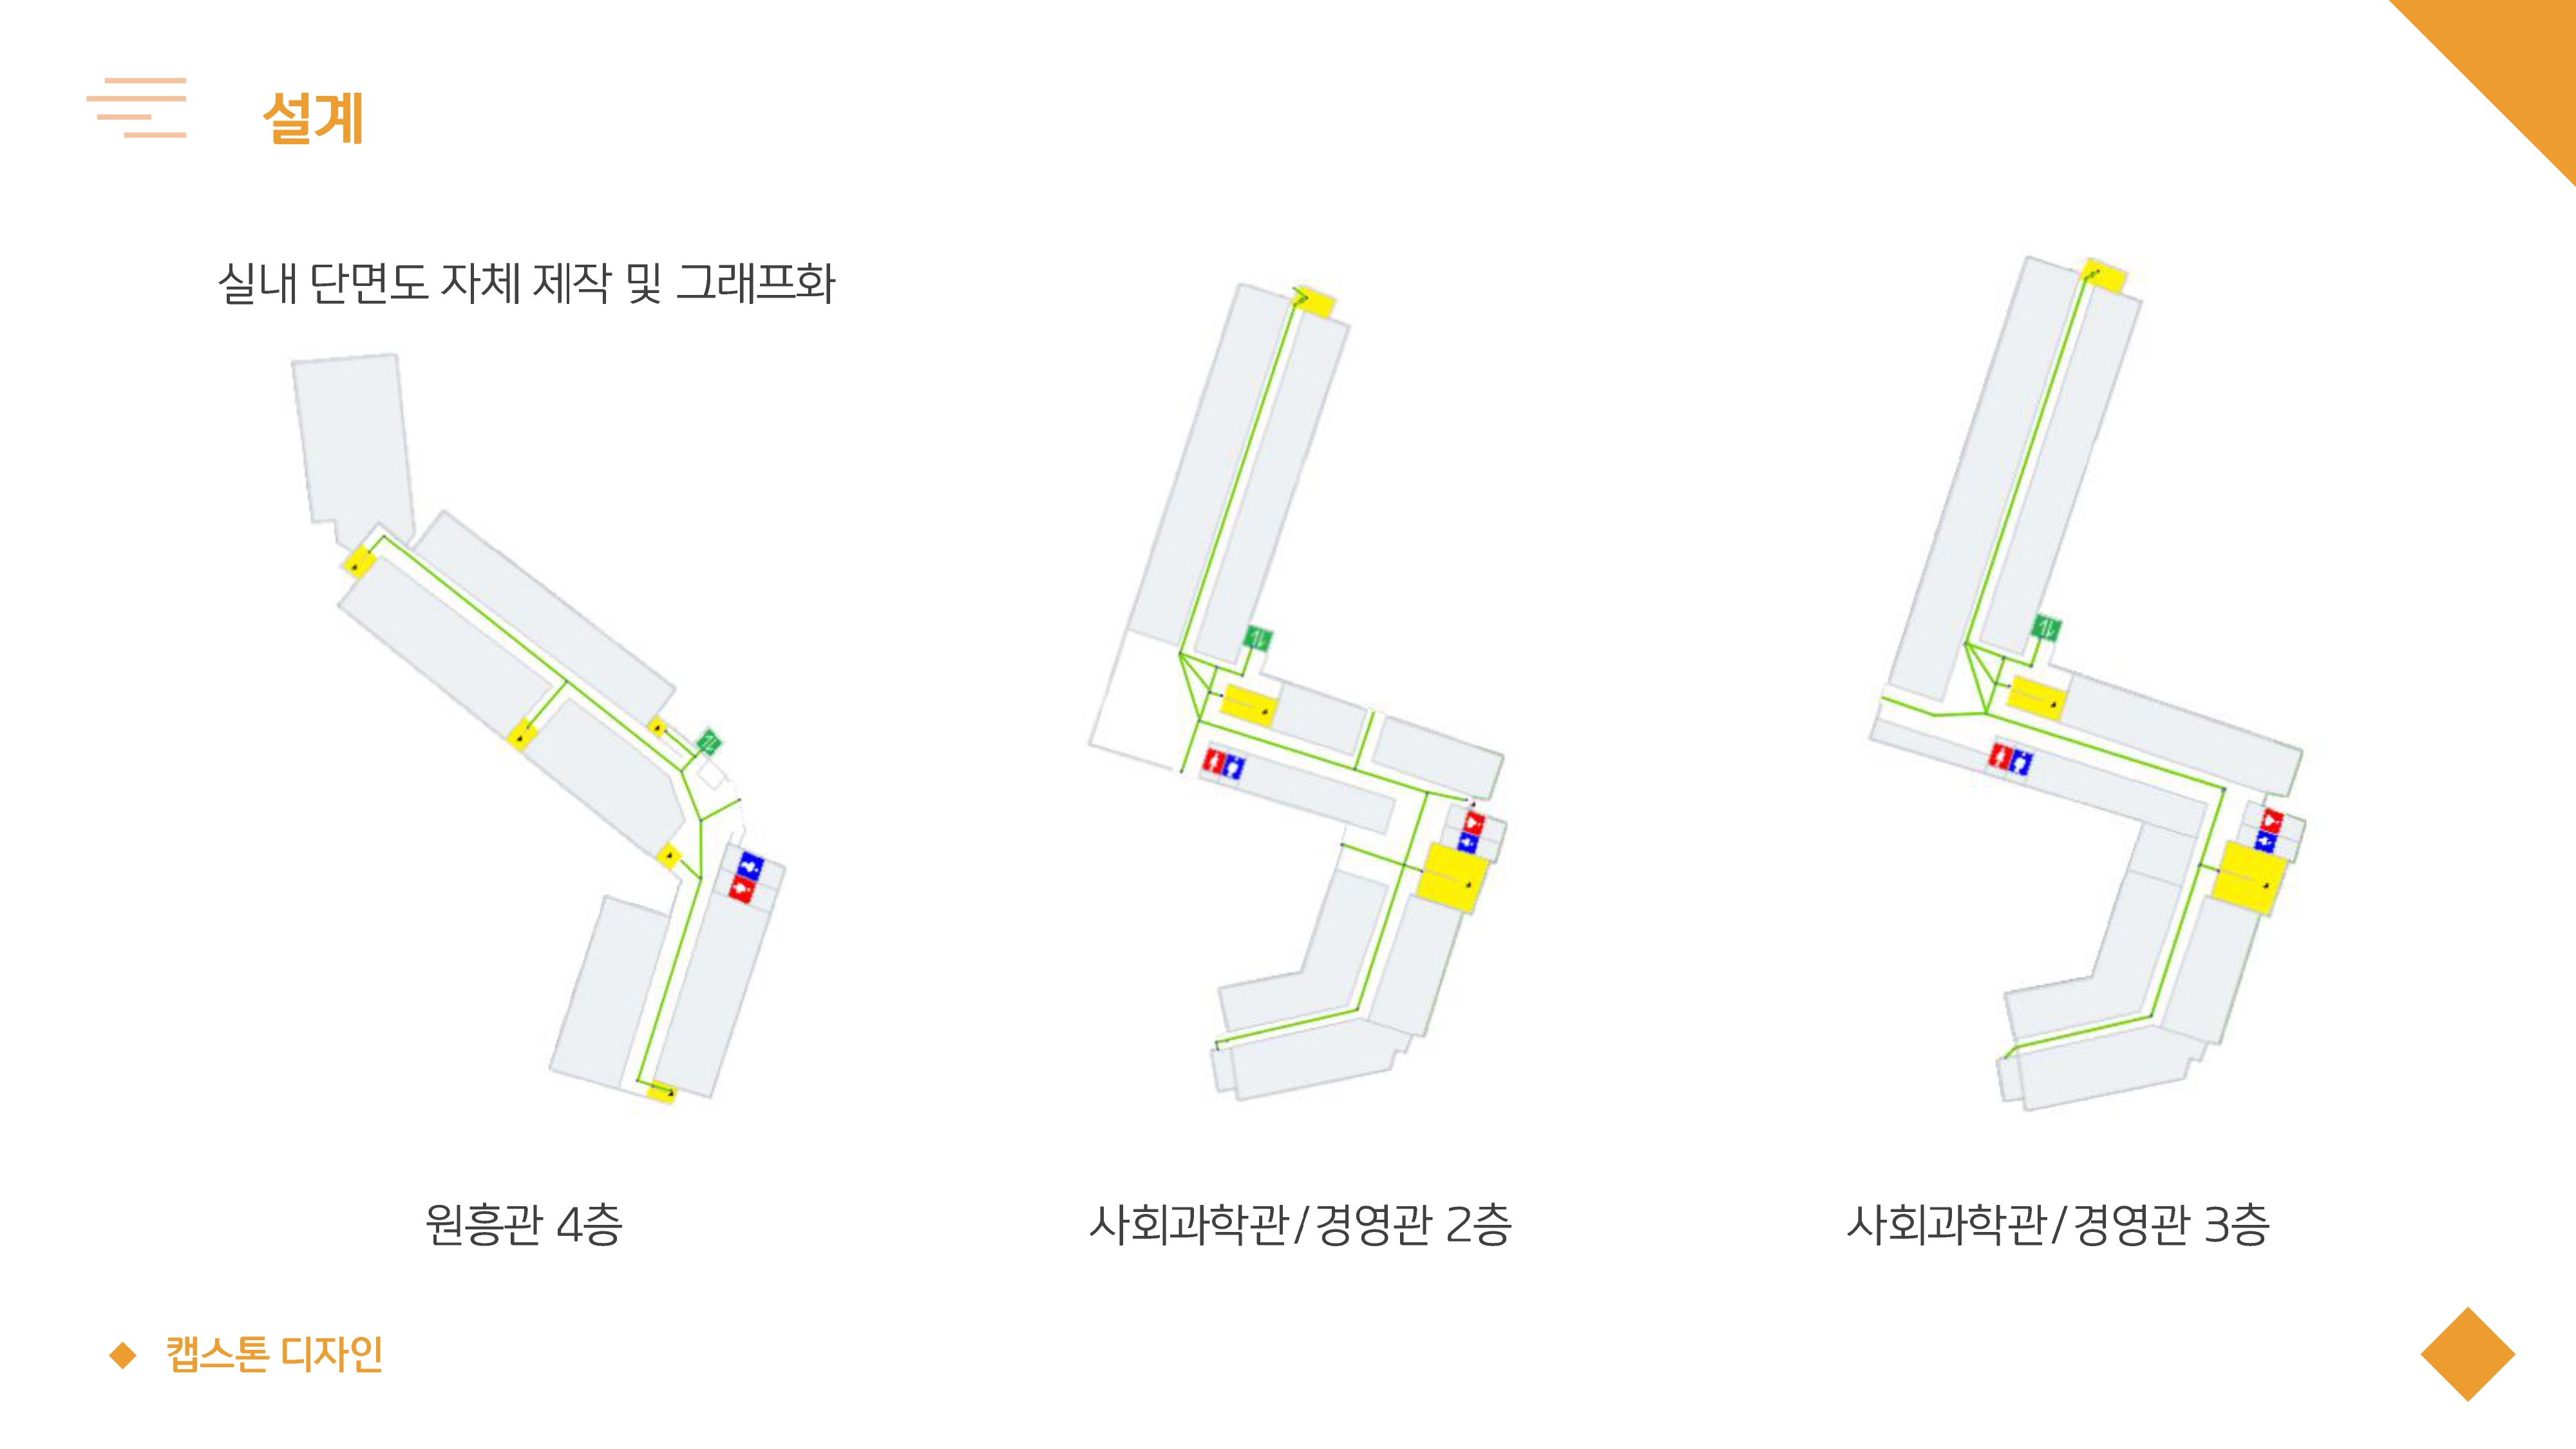 설계
실내 단면도 자체 제작 및 그래프화
원흥관 4층
사회과학관/경영관 2층
사회과학관/경영관 3층
캡스톤 디자인